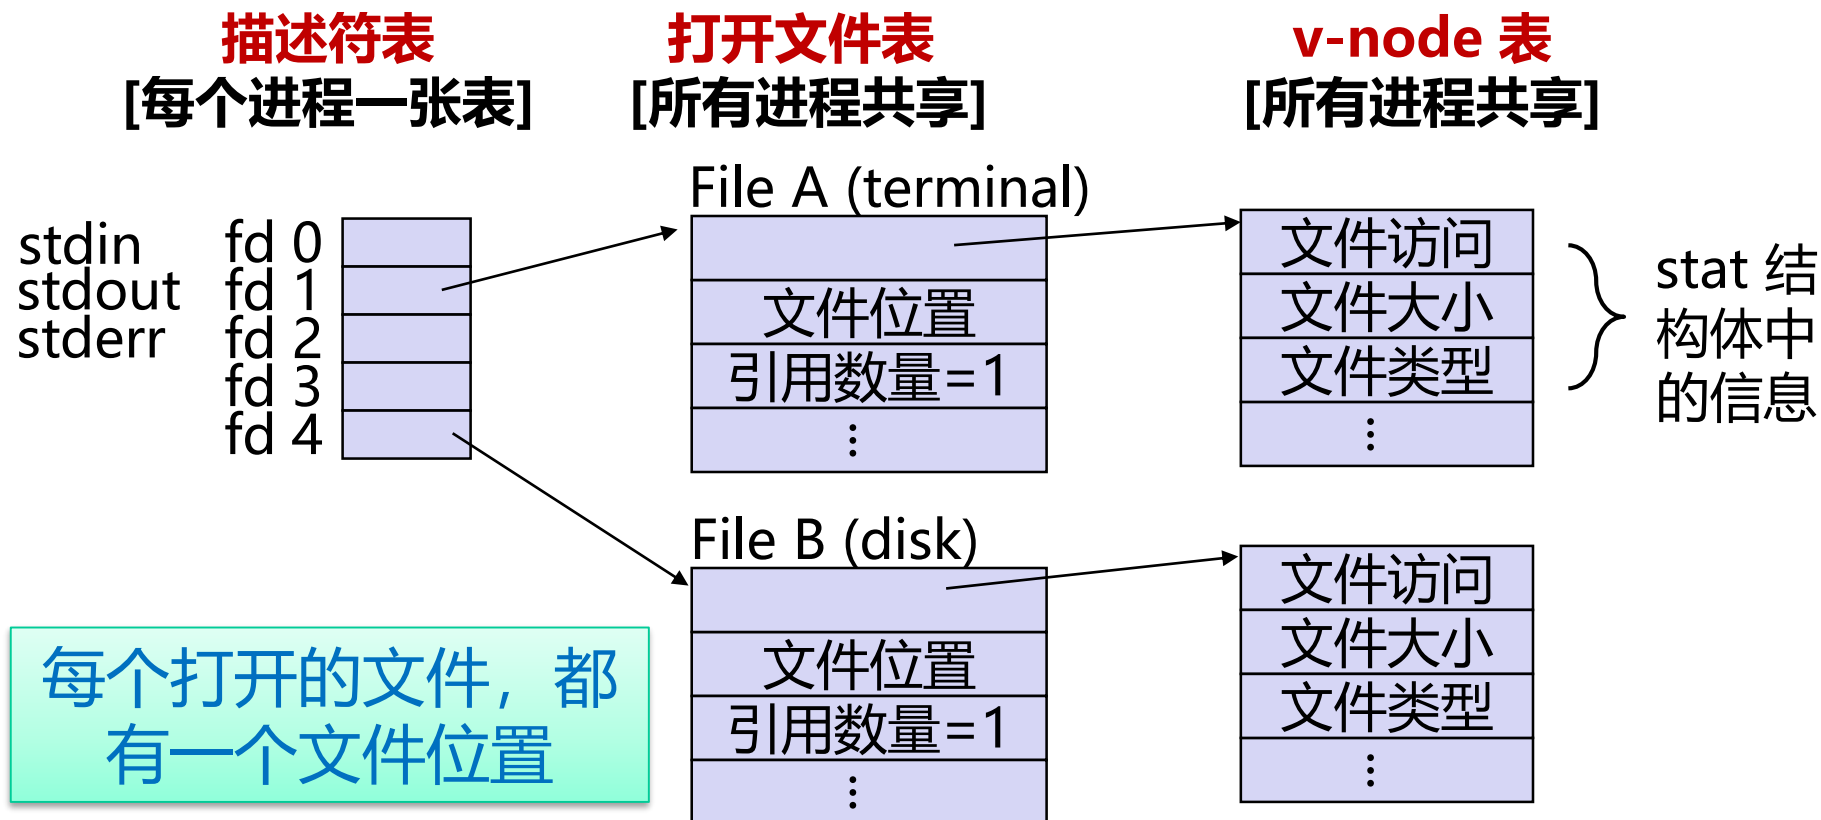 描述符表
[每个进程一张表]
打开文件表
[所有进程共享]
v-node 表
[所有进程共享]
stdin fd 0
stdout fd 1
stderr fd 2
fd 3
fd 4
File A (terminal)
文件位置
引用数量=1
⋮
文件访问
文件大小
文件类型
⋮
stat 结
构体中
的信息
File B (disk)
文件位置
引用数量=1
⋮
文件访问
文件大小
文件类型
⋮
每个打开的文件，都
有一个文件位置